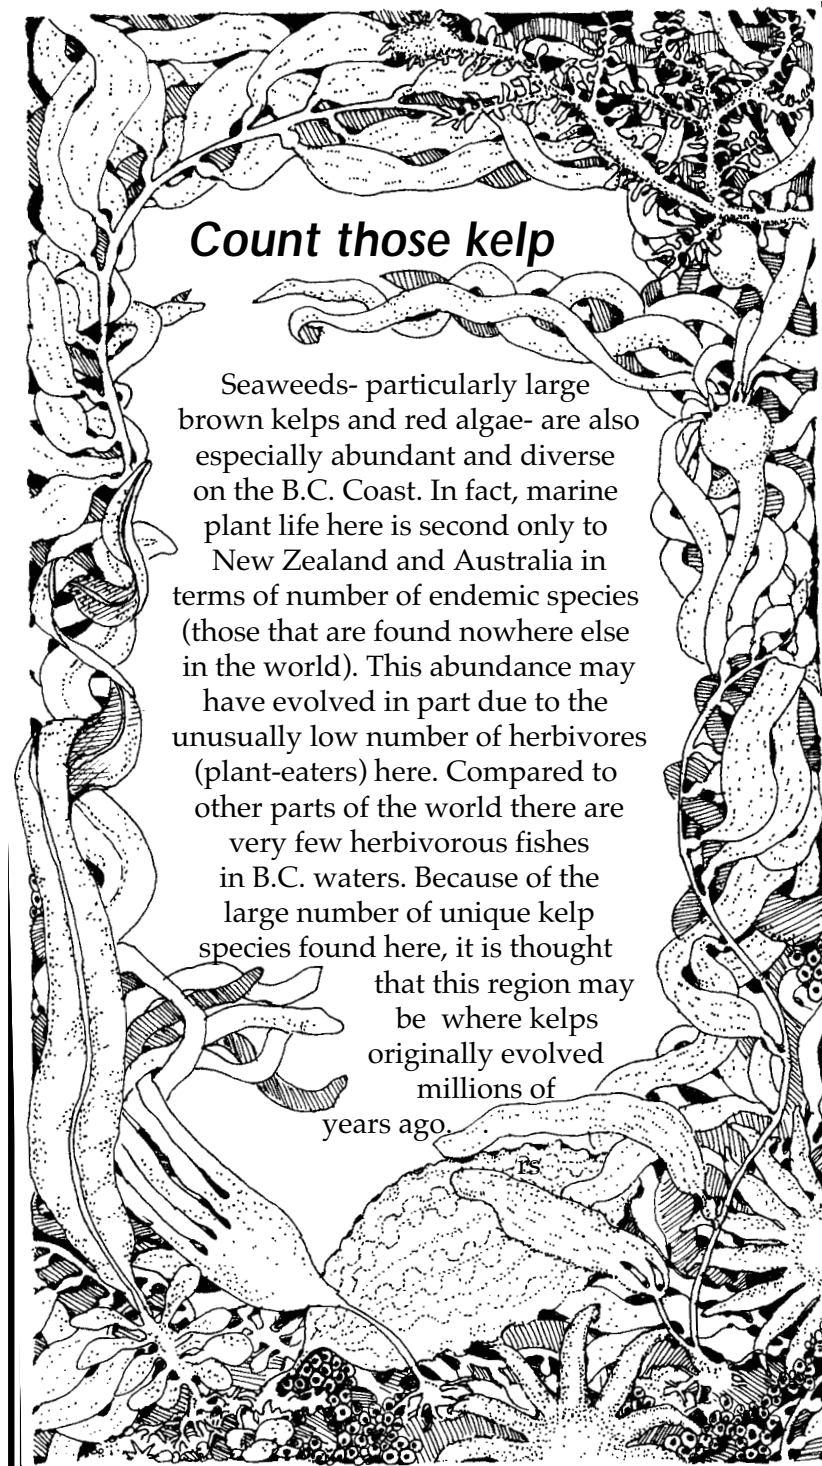 Count those kelp
Seaweeds- particularly large
brown kelps and red algae- are also
especially abundant and diverse
on the B.C. Coast. In fact, marine
plant life here is second only to
New Zealand and Australia in
terms of number of endemic species
(those that are found nowhere else
in the world). This abundance may
have evolved in part due to the
unusually low number of herbivores
(plant-eaters) here. Compared to
other parts of the world there are
very few herbivorous fishes
in B.C. waters. Because of the
large number of unique kelp
species found here, it is thought
that this region may
be  where kelps
originally evolved
millions of
years ago.
rs